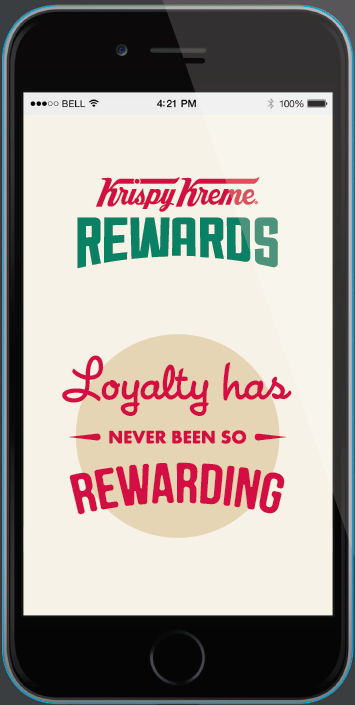 BELL 4:21 PM 100%
Krispy Kreme
REWARDS
Loyalty has
NEVER BEEN SO
REWARDING